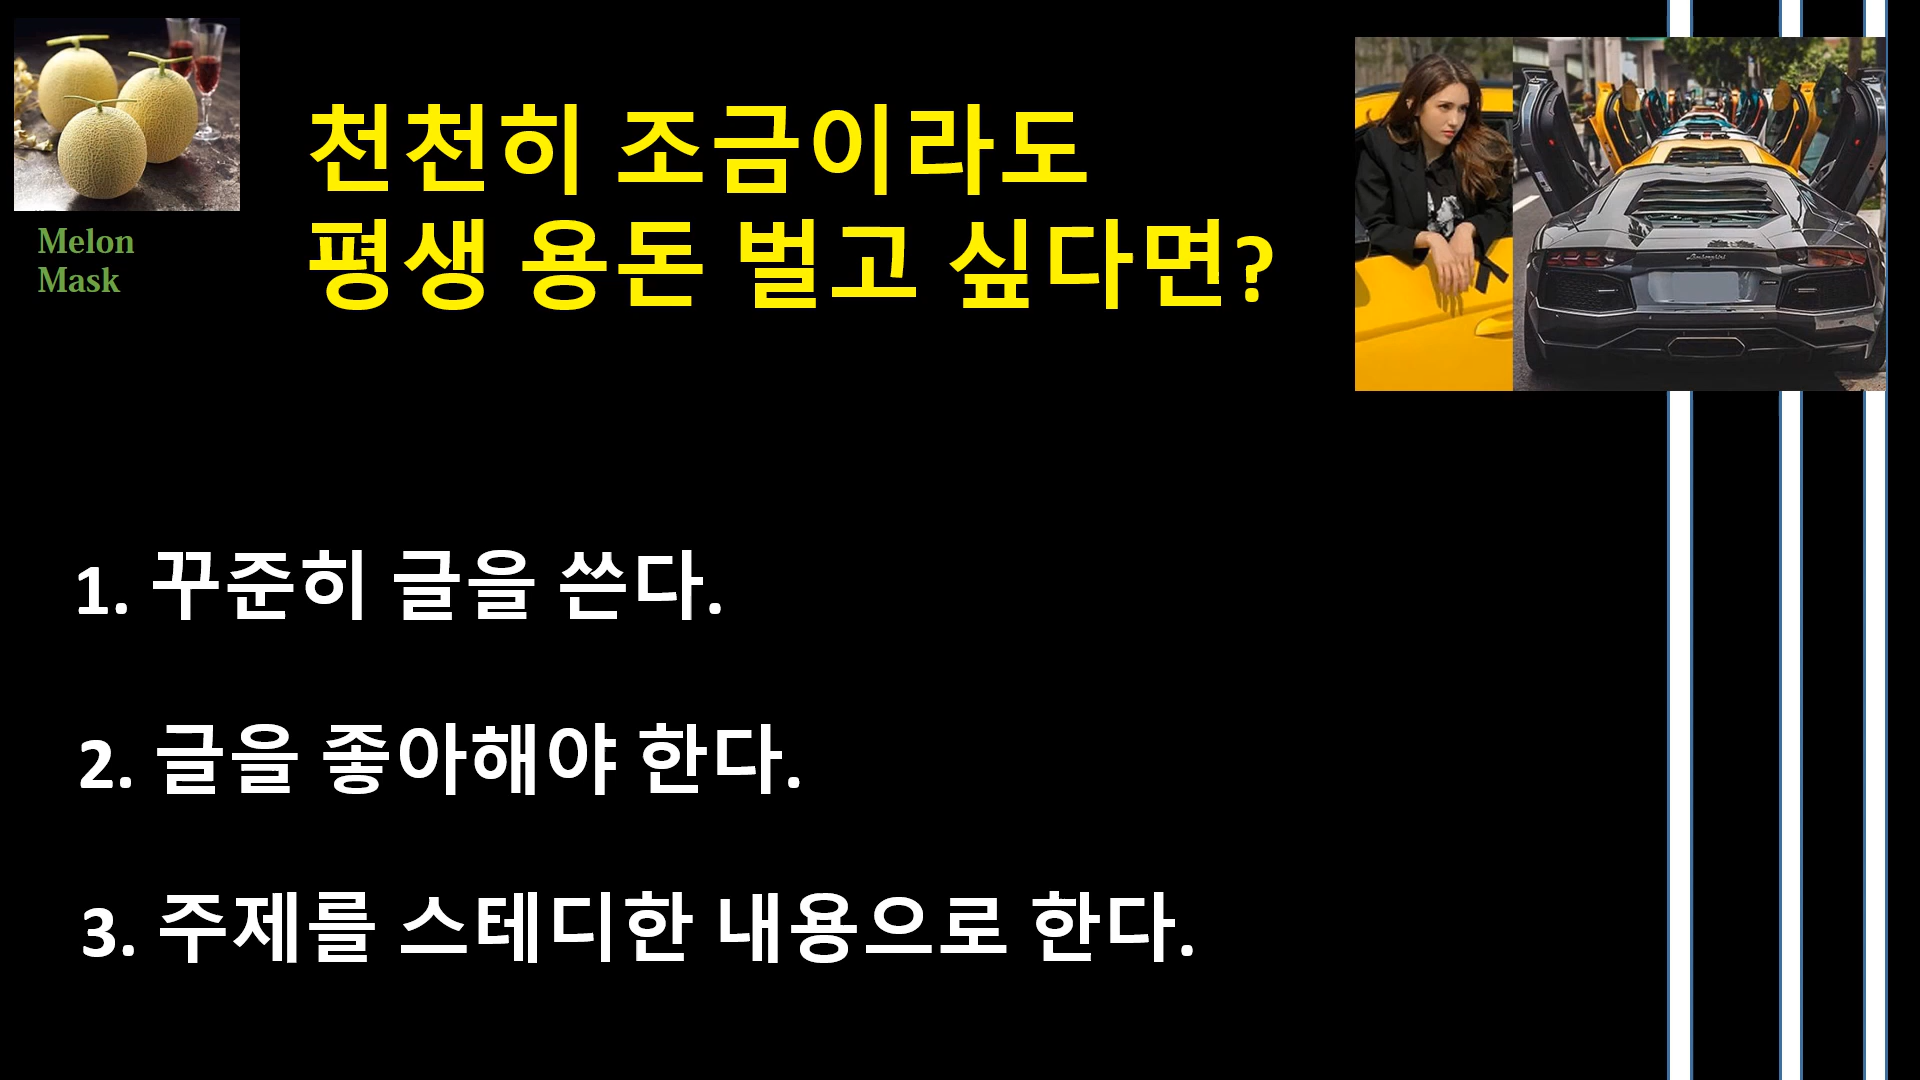 Melon
Mask
천천히 조금이라도
평생 용돈 벌고 싶다면?
1. 꾸준히 글을 쓴다.
2. 글을 좋아해야 한다.
3. 주제를 스테디한 내용으로 한다.